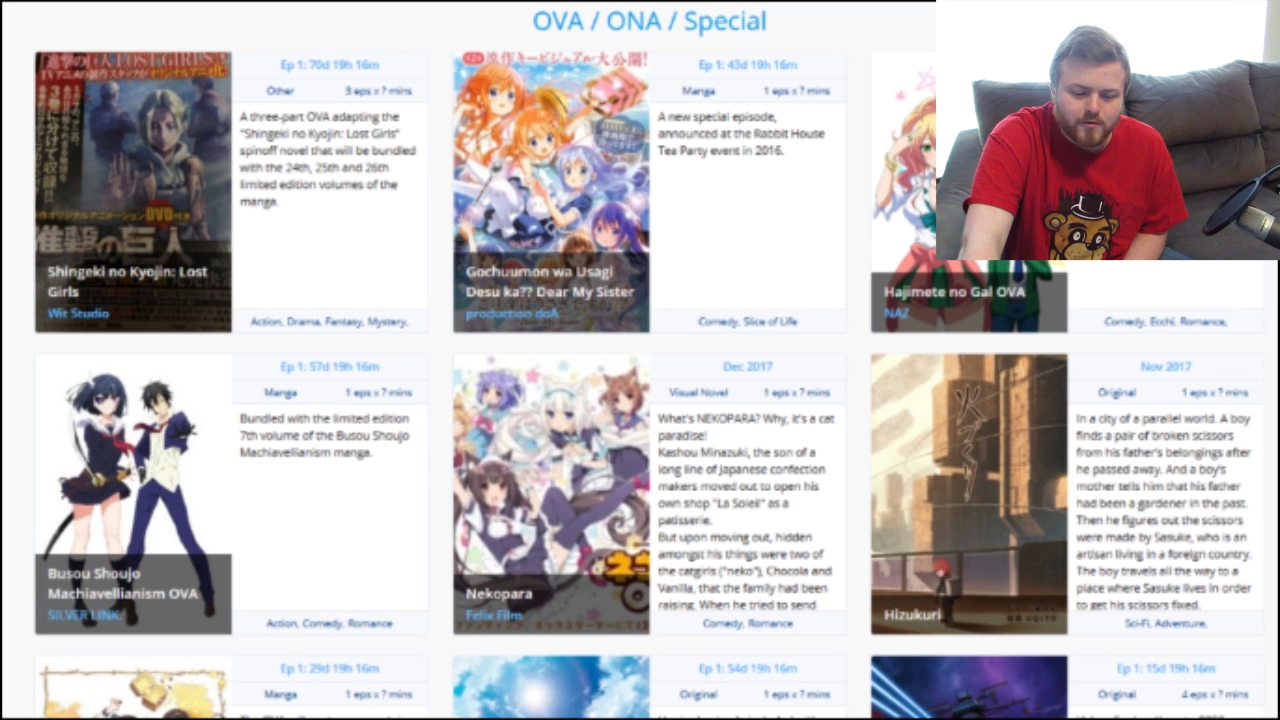 OVA / ONA / Special
Ep 1: 70d 19h 16m
Other 3 eps x ? mins
A three-part OVA adapting the
"Shingeki no Kyojin: Lost Girls"
spinoff novel that will be bundled
with the 24th, 25th and 26th
limited edition volumes of the
manga.
進撃の巨人
Shingeki no Kyojin: Lost
Girls
Wit Studio
Action, Drama, Fantasy, Mystery,
Ep 1: 43d 19h 16m
Manga 1 eps x ? mins
A new special episode,
announced at the Rabbit House
Tea Party event in 2016.
Gochuumon wa Usagi
Desu ka?? Dear My Sister
production doA
Comedy, Slice of Life
Hajimete no Gal OVA
NAZ
Comedy, Ecchi, Romance,
Ep 1: 57d 19h 16m
Manga 1 eps x ? mins
Bundled with the limited edition
7th volume of the Busou Shoujo
Machiavellianism manga.
Busou Shoujo
Machiavellianism OVA
SILVER LINK.
Action, Comedy, Romance
Dec 2017
Visual Novel 1 eps x ? mins
What's NEKOPARA? Why, it's a cat
paradise!
Kashou Minazuki, the son of a
long line of Japanese confection
makers moved out to open his
own shop "La Soleil" as a
patisserie.
But upon moving out, hidden
amongst his things were two of
the catgirls ("neko"), Chocola and
Vanilla, that the family had been
raising. When he tried to send
Nekopara
Felix Film
Comedy, Romance
Nov 2017
Original 1 eps x ? mins
In a city of a parallel world. A boy
finds a pair of broken scissors
from his father's belongings after
he passed away. And a boy's
mother tells him that his father
had been a gardener in the past.
Then he figures out the scissors
were made by Sasuke, who is an
artisan living in a foreign country.
The boy travels all the way to a
place where Sasuke lives in order
to get his scissors fixed.
火づくり
Hizukuri
Sci-Fi, Adventure,
Ep 1: 29d 19h 16m
Manga 1 eps x ? mins
Ep 1: 54d 19h 16m
Original 1 eps x ? mins
Ep 1: 15d 19h 16m
Original 4 eps x ? mins